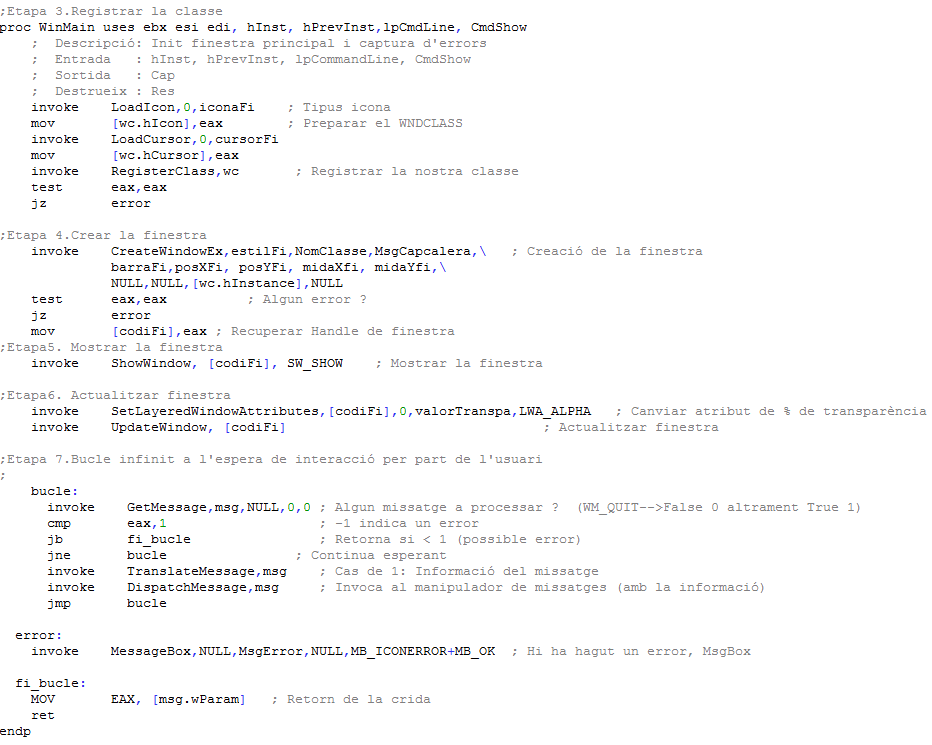 ;Etapa 3.Registrar la classe
proc WinMain uses ebx esi edi, hInst, hPrevInst,lpCmdLine, CmdShow
;  Descripció: Init finestra principal i captura d'errors
;  Entrada   : hInst, hPrevInst, lpCommandLine, CmdShow
;  Sortida   : Cap
;  Destrueix : Res
invoke    LoadIcon,0,iconaFi    ; Tipus icona
mov       [wc.hIcon],eax        ; Preparar el WNDCLASS
invoke    LoadCursor,0,cursorFi
mov       [wc.hCursor],eax
invoke    RegisterClass,wc       ; Registrar la nostra classe
test      eax,eax
jz        error
;Etapa 4.Crear la finestra
invoke    CreateWindowEx,estilFi,NomClasse,MsgCapcalera,\   ; Creació de la finestra
barraFi,posXFi, posYFi, midaXfi, midaYfi,\
NULL,NULL,[wc.hInstance],NULL
test      eax,eax          ; Algun error ?
jz        error
mov       [codiFi],eax ; Recuperar Handle de finestra
;Etapa5. Mostrar la finestra
invoke    ShowWindow, [codiFi], SW_SHOW    ; Mostrar la finestra
;Etapa6. Actualitzar finestra
invoke    SetLayeredWindowAttributes,[codiFi],0,valorTranspa,LWA_ALPHA   ; Canviar atribut de % de transparència
invoke    UpdateWindow, [codiFi]                                ; Actualitzar finestra
;Etapa 7.Bucle infinit a l'espera de interacció per part de l'usuari
;
bucle:
invoke    GetMessage,msg,NULL,0,0 ; Algun missatge a processar ?  (WM_QUIT-->False 0 altrament True 1)
cmp       eax,1                   ; -1 indica un error
jb        fi_bucle                ; Retorna si < 1 (possible error)
jne       bucle                ; Continua esperant
invoke    TranslateMessage,msg    ; Cas de 1: Informació del missatge
invoke    DispatchMessage,msg     ; Invoca al manipulador de missatges (amb la informació)
jmp       bucle
error:
invoke    MessageBox,NULL,MsgError,NULL,MB_ICONERROR+MB_OK  ; Hi ha hagut un error, MsgBox
fi_bucle:
MOV       EAX, [msg.wParam]   ; Retorn de la crida
ret
endp